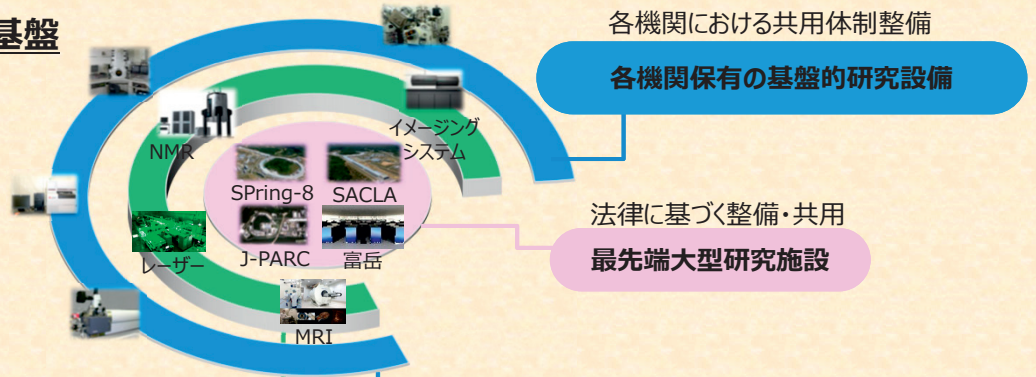 基盤
各機関における共用体制整備
各機関保有の基盤的研究設備
イメージング
システム
NMR
SPring-8
SACLA
法律に基づく整備・共用
最先端大型研究施設
レーザー
J-PARC
富岳
MRI